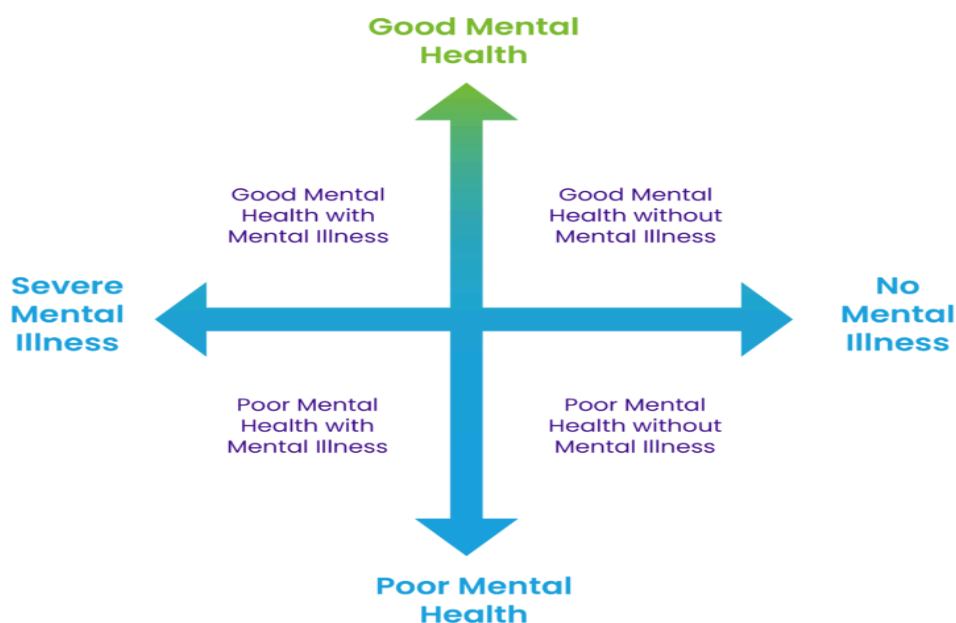 Good Mental
Health
Good Mental
Health with
Mental Illness
Good Mental
Health without
Mental Illness
Severe
Mental
Illness
No
Mental
Illness
Poor Mental
Health with
Mental Illness
Poor Mental
Health without
Mental Illness
Poor Mental
Health